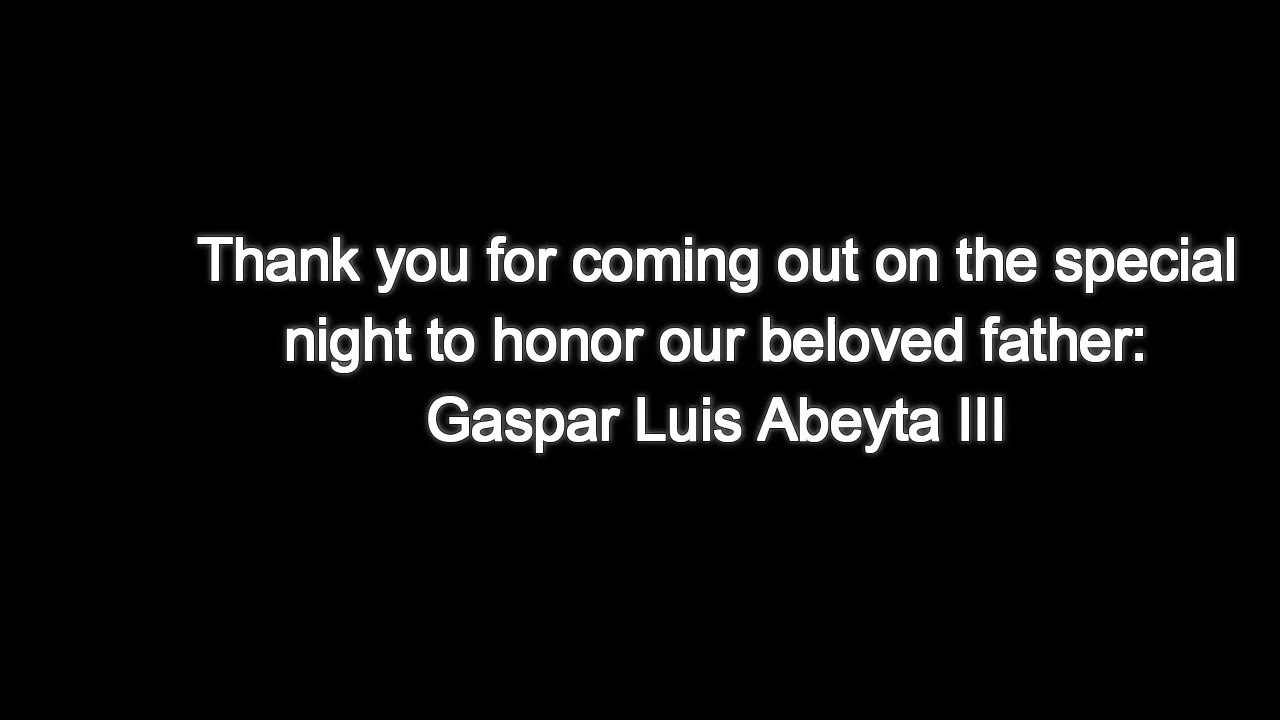 Thank you for coming out on the special
night to honor our beloved father:
Gaspar Luis Abeyta III